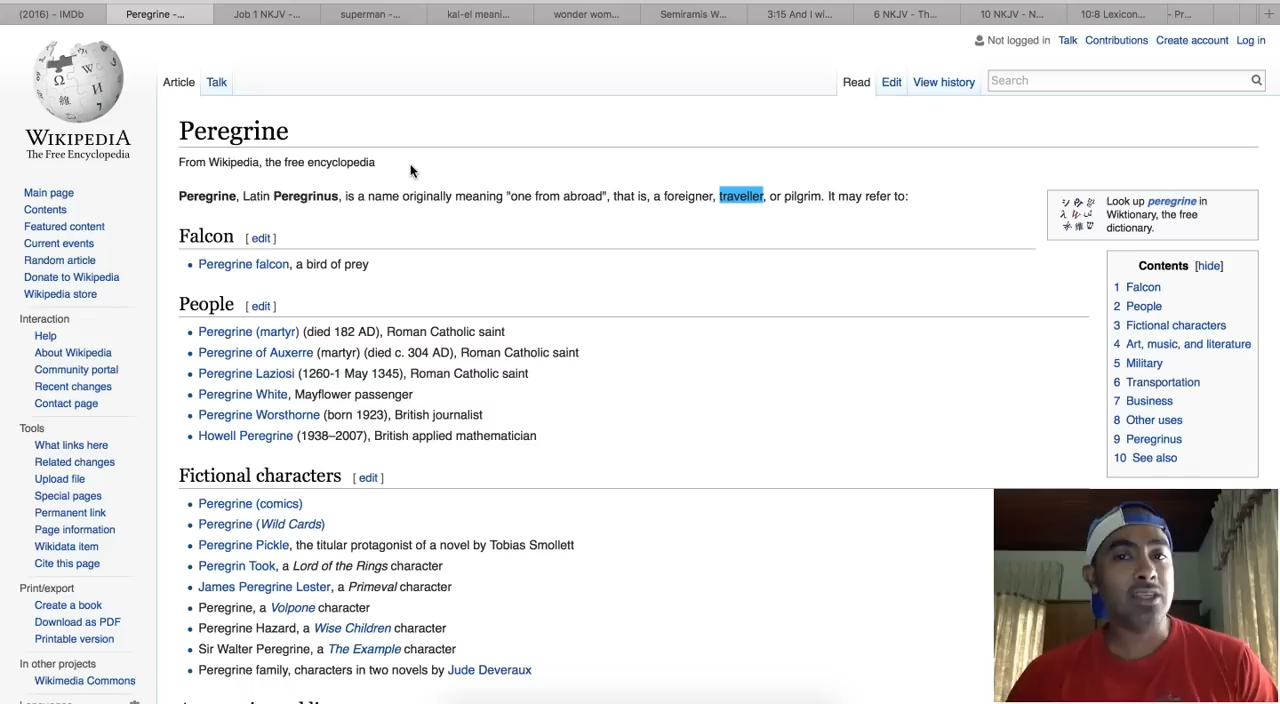 (2016) - IMDb
Peregrine -...
Job 1 NKJV -...
superman -...
kal-el meani...
wonder wom...
Semiramis W...
3:15 And I wi...
6 NKJV - Th...
10 NKJV - N...
10:8 Lexicon...
- Pr...
+
Not logged in Talk Contributions Create account Log in
Article Talk
Read Edit View history Search
WIKIPEDIA
The Free Encyclopedia
Main page
Contents
Featured content
Current events
Random article
Donate to Wikipedia
Wikipedia store
Interaction
Help
About Wikipedia
Community portal
Recent changes
Contact page
Tools
What links here
Related changes
Upload file
Special pages
Permanent link
Page information
Wikidata item
Cite this page
Print/export
Create a book
Download as PDF
Printable version
In other projects
Wikimedia Commons
Peregrine
From Wikipedia, the free encyclopedia
Peregrine, Latin Peregrinus, is a name originally meaning "one from abroad", that is, a foreigner, traveller, or pilgrim. It may refer to:
Falcon [ edit ]
Peregrine falcon, a bird of prey
People [ edit ]
Peregrine (martyr) (died 182 AD), Roman Catholic saint
Peregrine of Auxerre (martyr) (died c. 304 AD), Roman Catholic saint
Peregrine Laziosi (1260-1 May 1345), Roman Catholic saint
Peregrine White, Mayflower passenger
Peregrine Worsthorne (born 1923), British journalist
Howell Peregrine (1938–2007), British applied mathematician
Fictional characters [ edit ]
Peregrine (comics)
Peregrine (Wild Cards)
Peregrine Pickle, the titular protagonist of a novel by Tobias Smollett
Peregrin Took, a Lord of the Rings character
James Peregrine Lester, a Primeval character
Peregrine, a Volpone character
Peregrine Hazard, a Wise Children character
Sir Walter Peregrine, a The Example character
Peregrine family, characters in two novels by Jude Deveraux
Look up peregrine in
Wiktionary, the free
dictionary.
Contents [hide]
1 Falcon
2 People
3 Fictional characters
4 Art, music, and literature
5 Military
6 Transportation
7 Business
8 Other uses
9 Peregrinus
10 See also